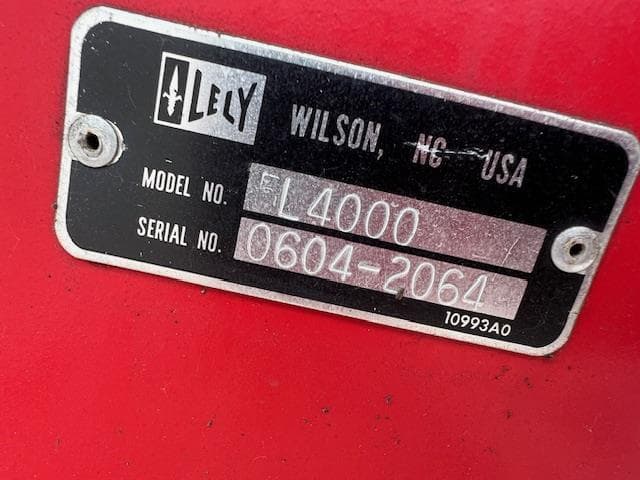 LELY
WILSON, NC USA
MODEL NO. L4000
SERIAL NO. 0604-2064
10993A0